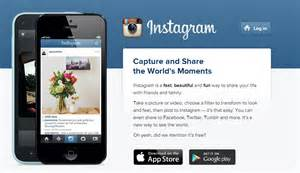 Instagram
Log in
Capture and Share
the World's Moments
Instagram is a fast, beautiful and fun way to share your life
with friends and family.
Take a picture or video, choose a filter to transform its look
and feel, then post to Instagram — it's that easy. You can
even share to Facebook, Twitter, Tumblr and more. It's a
new way to see the world.
Oh yeah, did we mention it's free?
Download on the
App Store
Google play